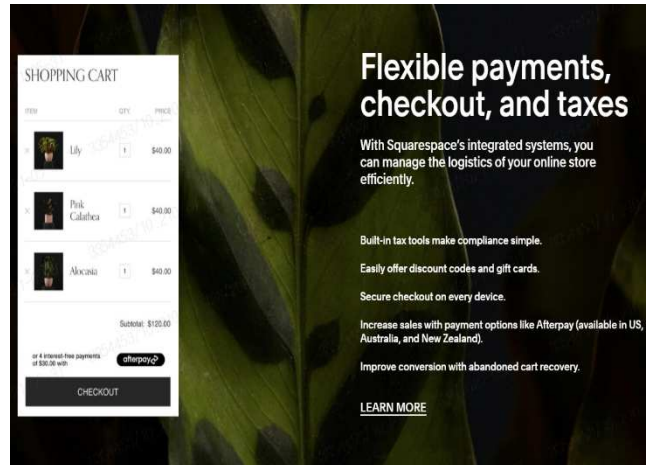 SHOPPING CART
ITEM QTY PRICE
× Lily 1 $40.00
× Pink
Calathea 1 $40.00
× Alocasia 1 $40.00
Subtotal: $120.00
or 4 interest-free payments
of $30.00 with afterpay
CHECKOUT
Flexible payments,
checkout, and taxes
With Squarespace's integrated systems, you
can manage the logistics of your online store
efficiently.
Built-in tax tools make compliance simple.
Easily offer discount codes and gift cards.
Secure checkout on every device.
Increase sales with payment options like Afterpay (available in US,
Australia, and New Zealand).
Improve conversion with abandoned cart recovery.
LEARN MORE